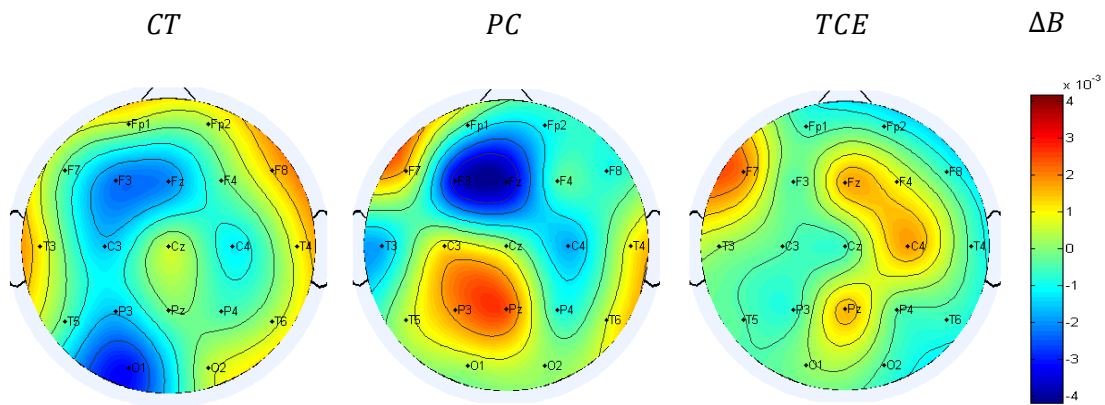 CT PC TCE ΔB
x 10⁻³
Fp1 Fp2 Fp1 Fp2 Fp1 Fp2 4
F7 F8 F7 F8 F7 F8 3
F3 Fz F4 F3 Fz F4 F3 Fz F4 2
1
T3 C3 Cz C4 T4 T3 C3 Cz C4 T4 T3 C3 Cz C4 T4 0
-1
P3 Pz P4 P3 Pz P4 P3 Pz P4 -2
T5 T6 T5 T6 T5 T6
O1 O2 O1 O2 O1 O2 -3
-4